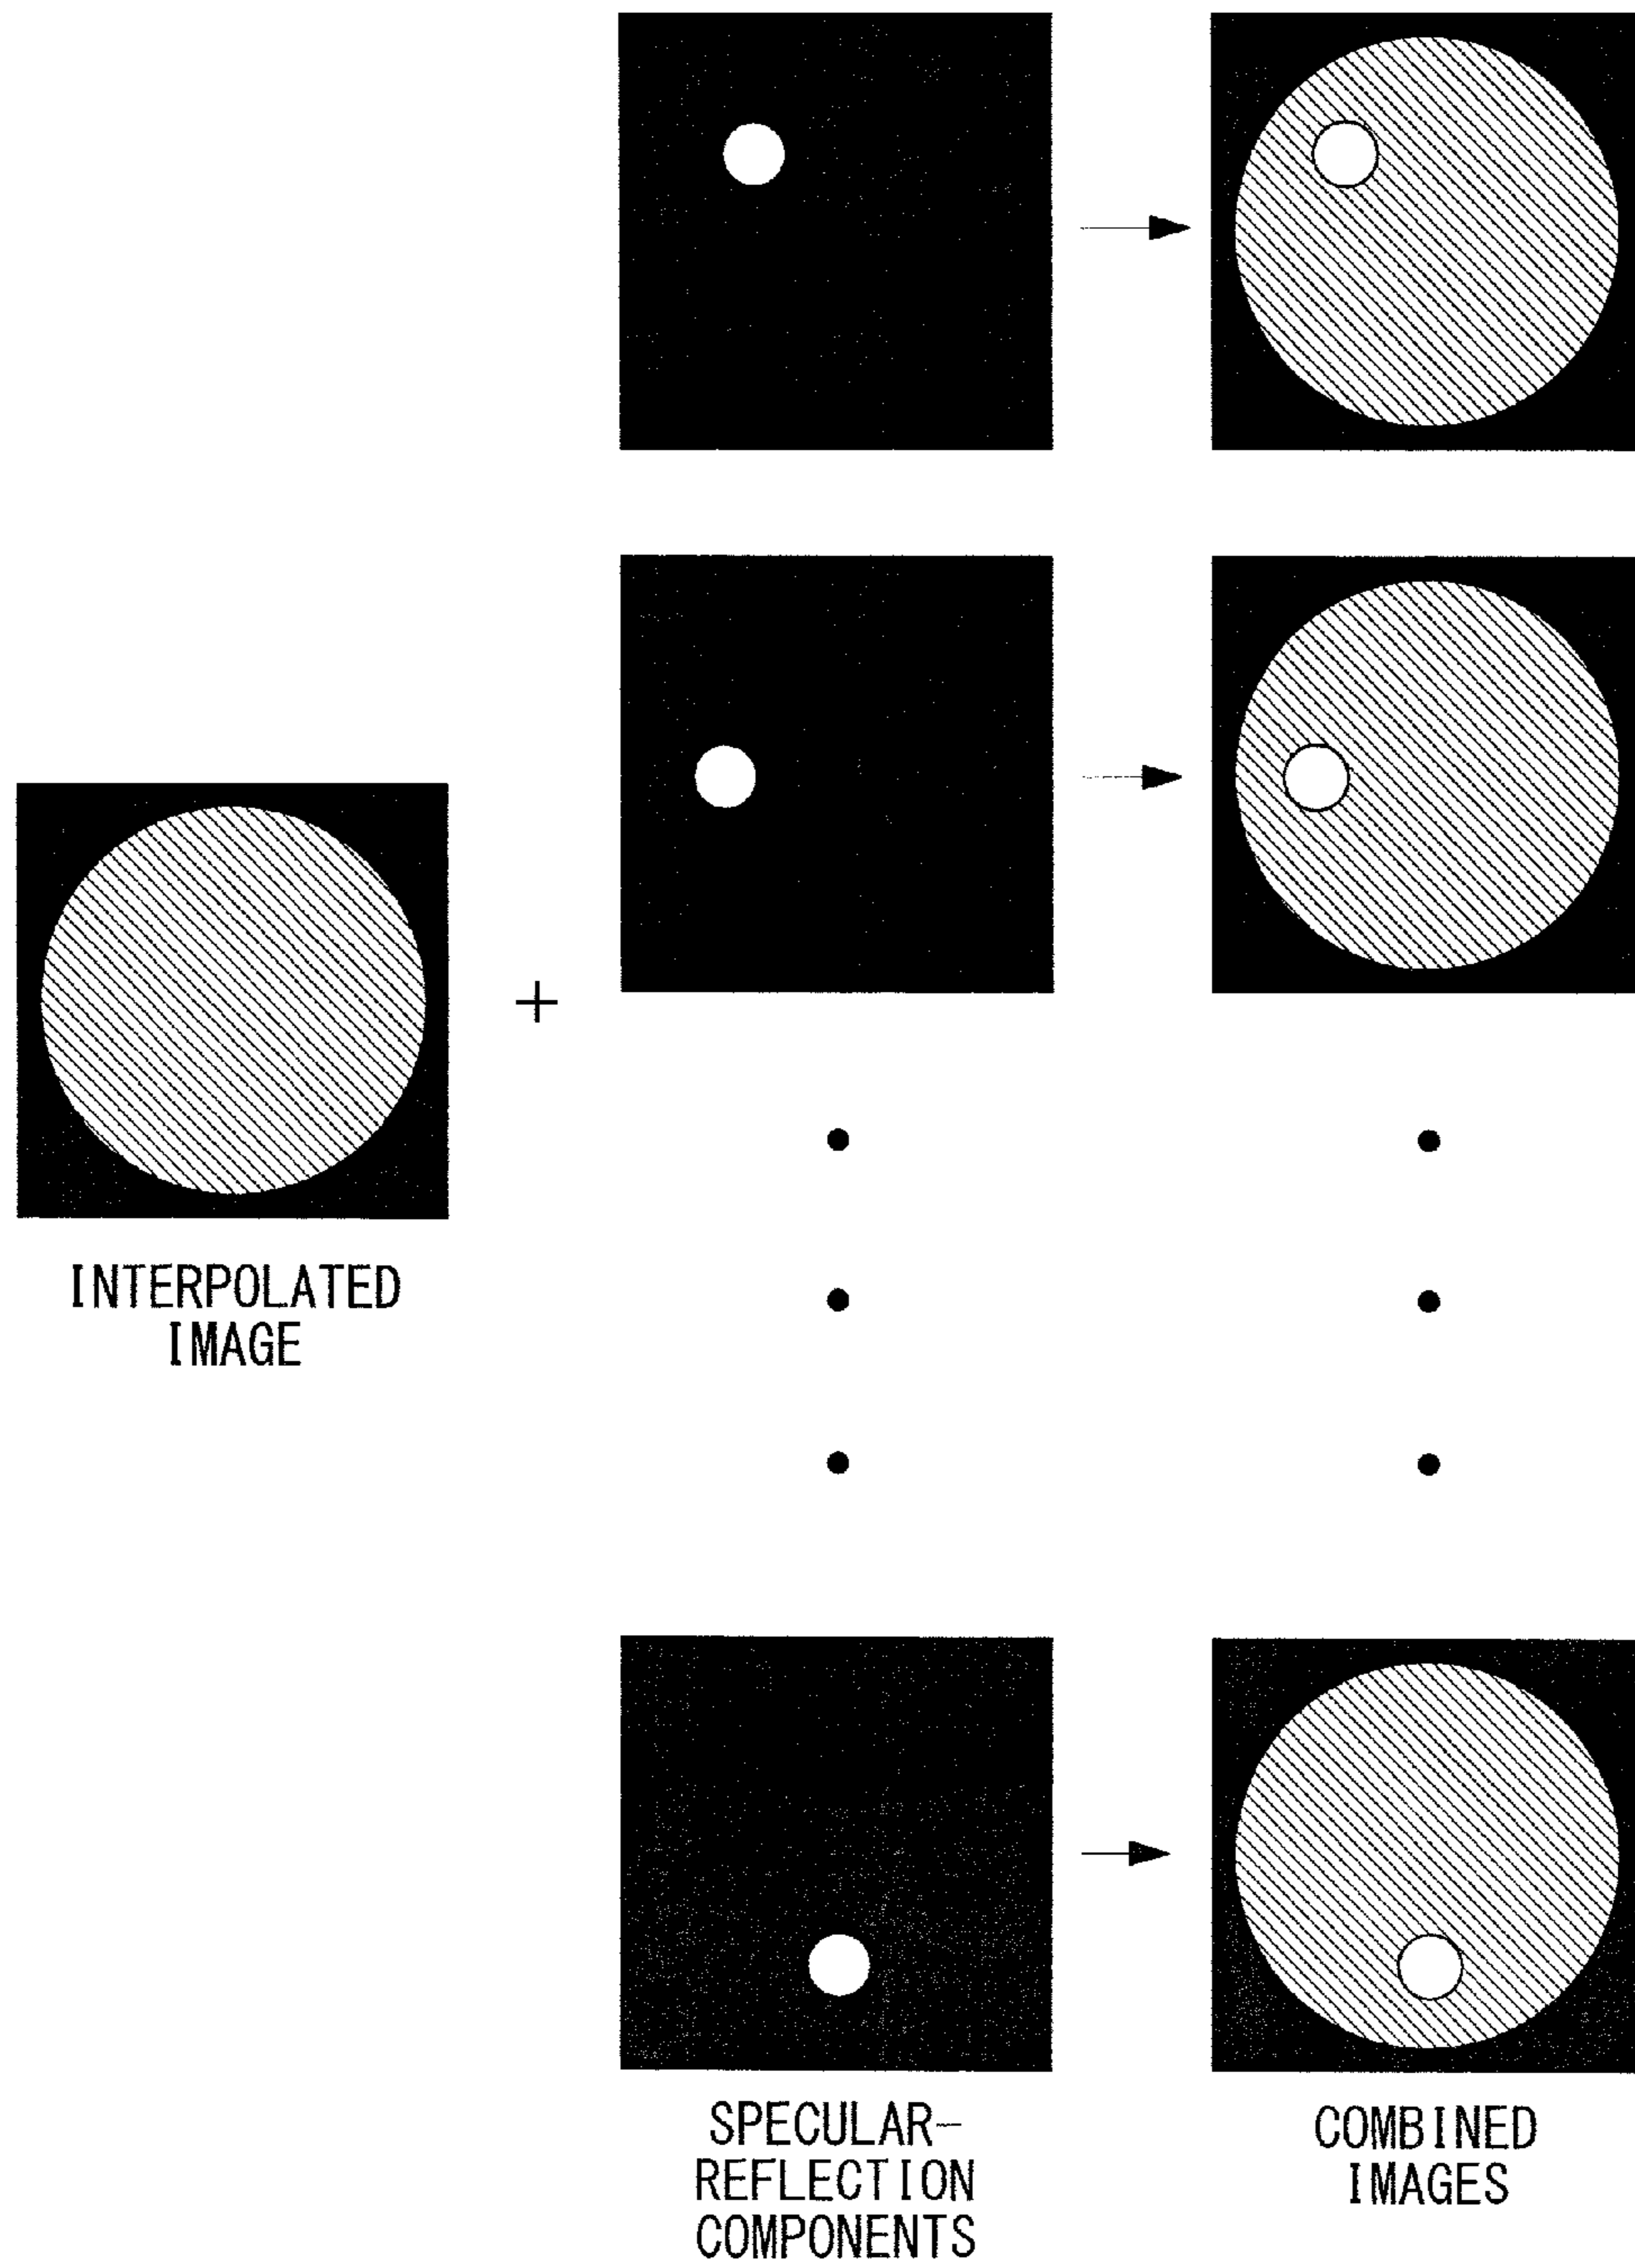 +
INTERPOLATED
IMAGE
SPECULAR-
REFLECTION
COMPONENTS
COMBINED
IMAGES